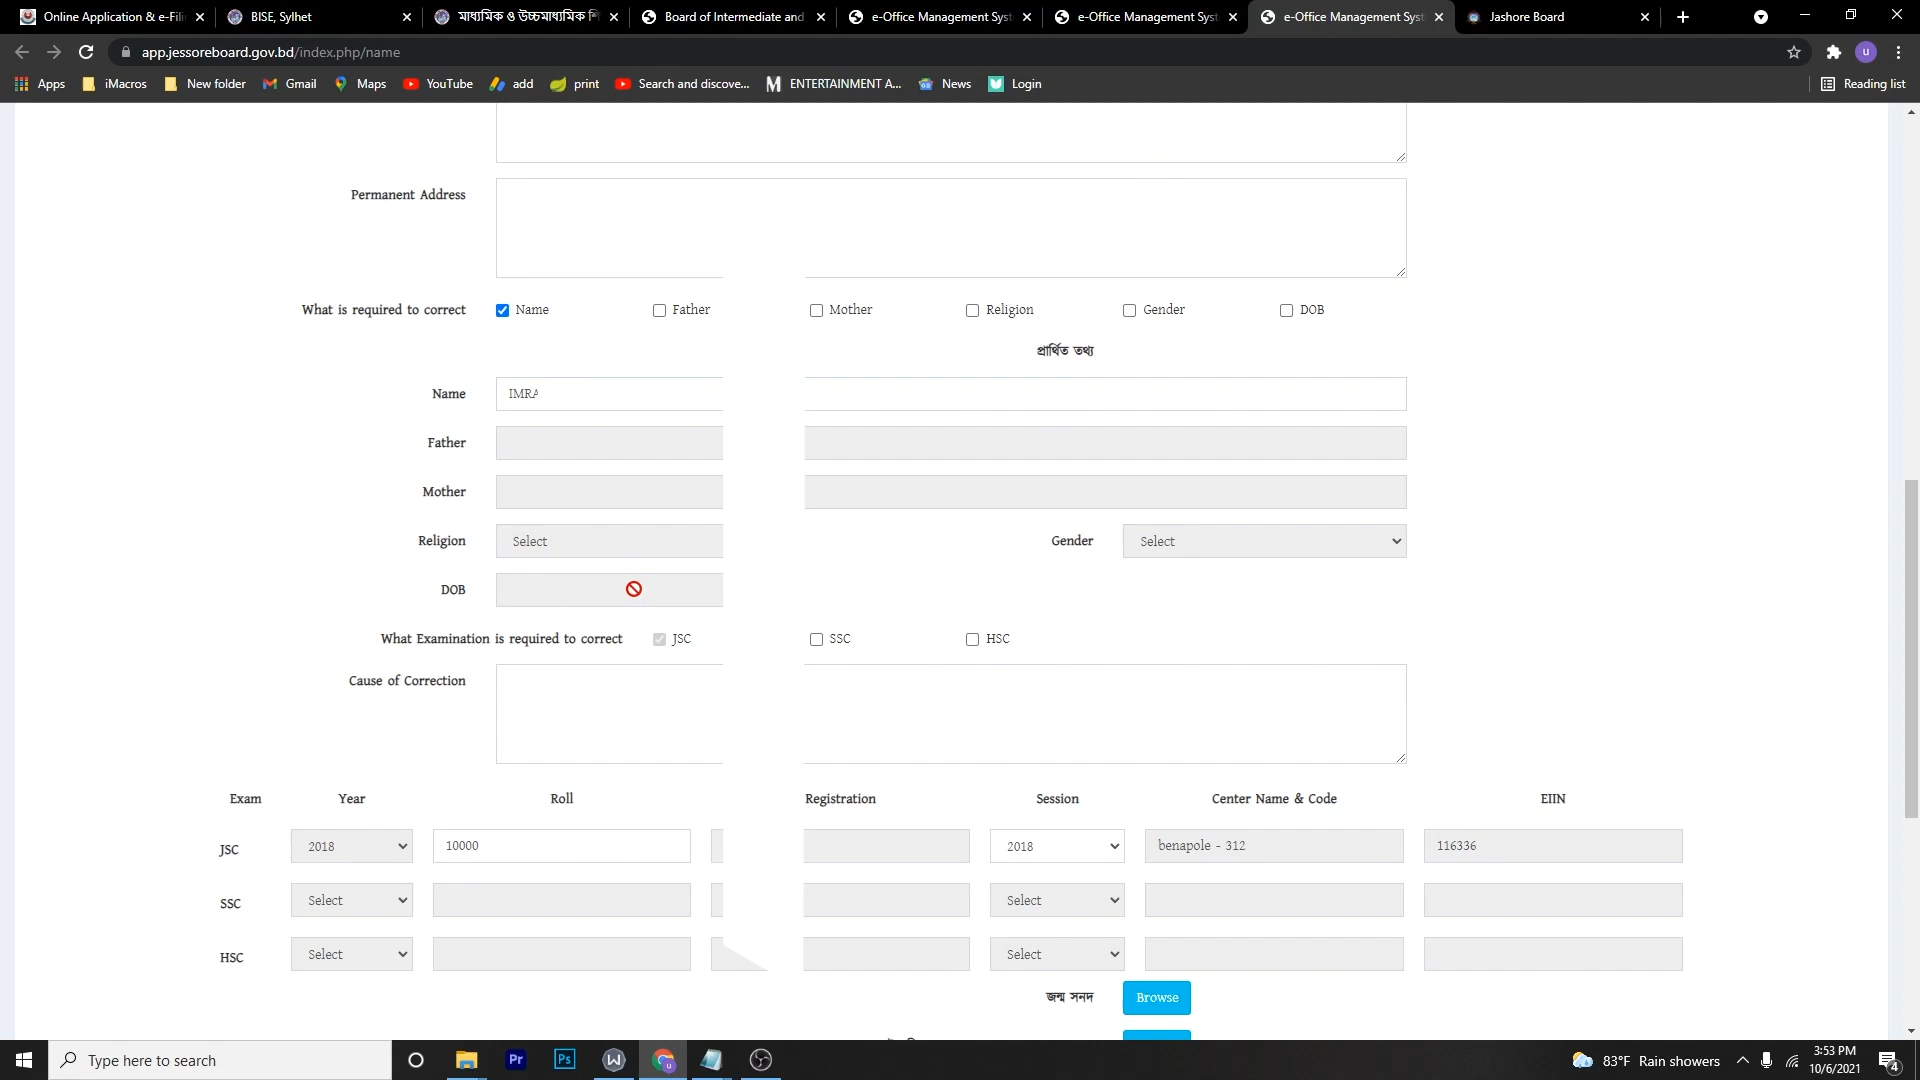 Online Application & e-Fili
BISE, Sylhet
মাধ্যমিক ও উচ্চমাধ্যমিক শি
Board of Intermediate and
e-Office Management Syst
e-Office Management Syst
e-Office Management Syst
Jashore Board
app.jessoreboard.gov.bd/index.php/name
u
Apps
iMacros
New folder
Gmail
Maps
YouTube
add
print
Search and discove...
ENTERTAINMENT A...
News
Login
Reading list
Permanent Address
What is required to correct
Name
Father
Mother
Religion
Gender
DOB
প্রার্থিত তথ্য
Name
IMRA
Father
Mother
Religion
Select
Gender
Select
DOB
What Examination is required to correct
JSC
SSC
HSC
Cause of Correction
Exam
Year
Roll
Registration
Session
Center Name & Code
EIIN
JSC
2018
10000
2018
benapole - 312
116336
SSC
Select
Select
HSC
Select
Select
জন্ম সনদ
Browse
Type here to search
Pr
Ps
83°F Rain showers
3:53 PM
10/6/2021
4